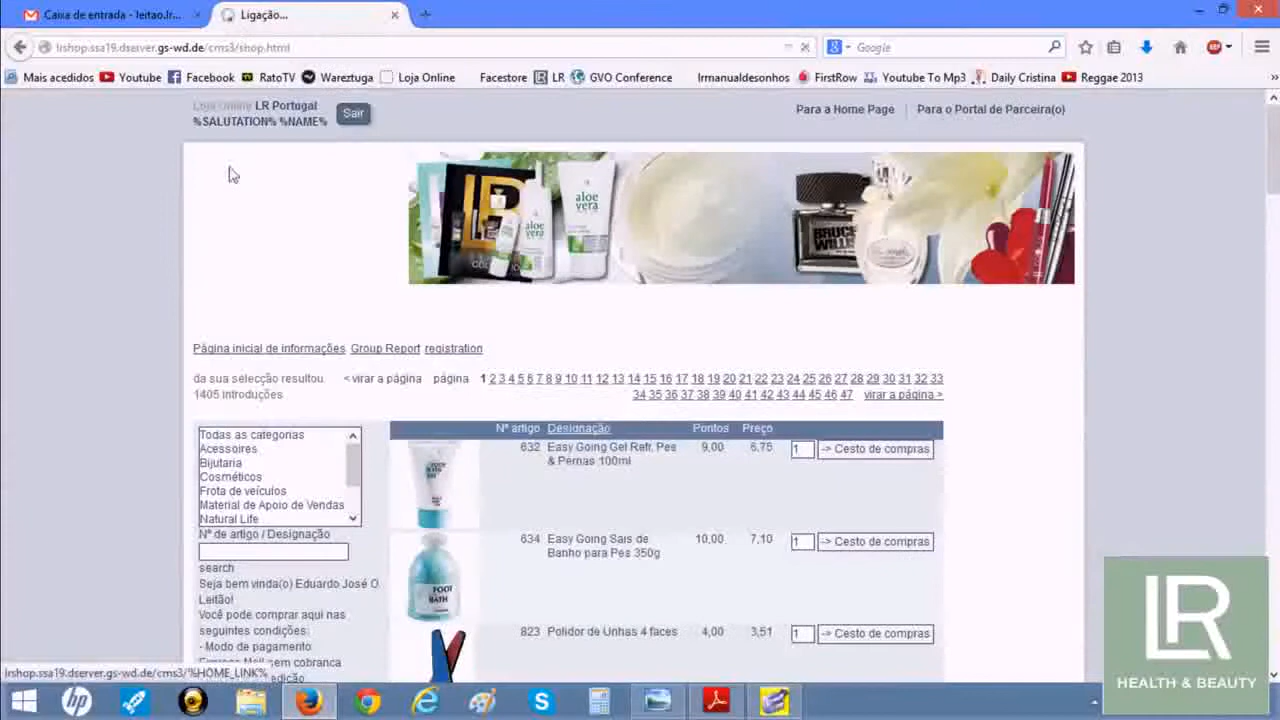 Caixa de entrada - leitao.lr...
Ligação...
lrshop.ssa19.dserver.gs-wd.de/cms3/shop.html
Google
Mais acedidos
Youtube
Facebook
RatoTV
Wareztuga
Loja Online
Facestore
LR
GVO Conference
Irmanualdesonhos
FirstRow
Youtube To Mp3
Daily Cristina
Reggae 2013
Loja Online LR Portugal
%SALUTATION% %NAME%
Sair
Para a Home Page
Para o Portal de Parceira(o)
LR
aloe vera
aloe vera
BRUCE WILLIS
Página inicial de informações Group Report registration
da sua selecção resultou
1405 introduções
< virar a página página 1 2 3 4 5 6 7 8 9 10 11 12 13 14 15 16 17 18 19 20 21 22 23 24 25 26 27 28 29 30 31 32 33
34 35 36 37 38 39 40 41 42 43 44 45 46 47 virar a página >
Todas as categorias
Acessoires
Bijutaria
Cosméticos
Frota de veículos
Material de Apoio de Vendas
Natural Life
Nº de artigo / Designação
search
Seja bem vinda(o) Eduardo José O.
Leitão!
Você pode comprar aqui nas
seguintes condições:
- Modo de pagamento
sem cobranca
Nº artigo Designação Pontos Preço
632 Easy Going Gel Refr. Pes 9,00 6,75 1 -> Cesto de compras
& Pernas 100ml
634 Easy Going Sais de 10,00 7,10 1 -> Cesto de compras
Banho para Pes 350g
FOOT BATH
823 Polidor de Unhas 4 faces 4,00 3,51 1 -> Cesto de compras
lrshop.ssa19.dserver.gs-wd.de/cms3/%HOME_LINK%
LR
HEALTH & BEAUTY